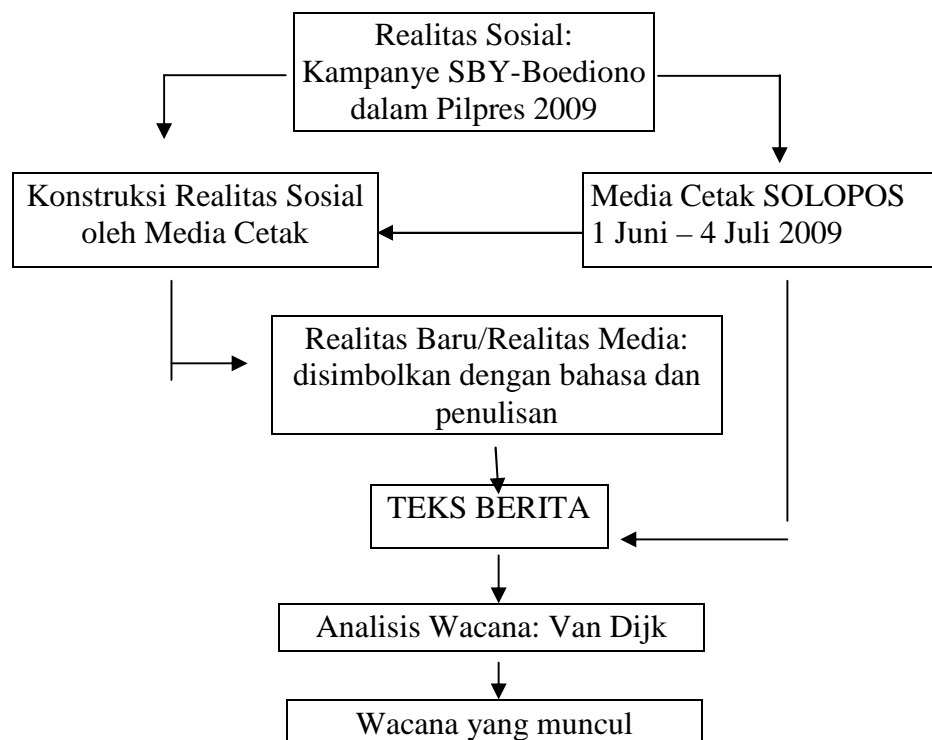 Realitas Sosial:
Kampanye SBY-Boediono
dalam Pilpres 2009
Konstruksi Realitas Sosial
oleh Media Cetak
Media Cetak SOLOPOS
1 Juni – 4 Juli 2009
Realitas Baru/Realitas Media:
disimbolkan dengan bahasa dan
penulisan
TEKS BERITA
Analisis Wacana: Van Dijk
Wacana yang muncul